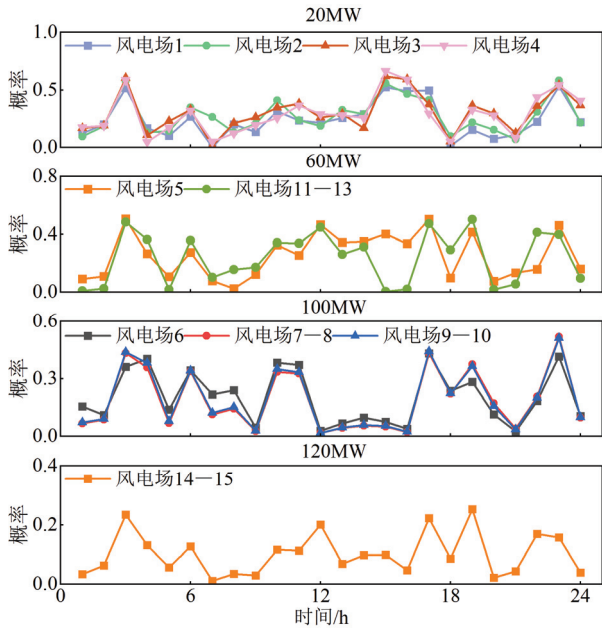 20MW
1.0
风电场1 风电场2 风电场3 风电场4
概率
0.5
0.0
60MW
0.8
风电场5 风电场11—13
概率
0.4
0.0
100MW
0.6
风电场6 风电场7—8 风电场9—10
概率
0.3
0.0
120MW
0.4
风电场14—15
概率
0.2
0.0
0 6 12 18 24
时间/h